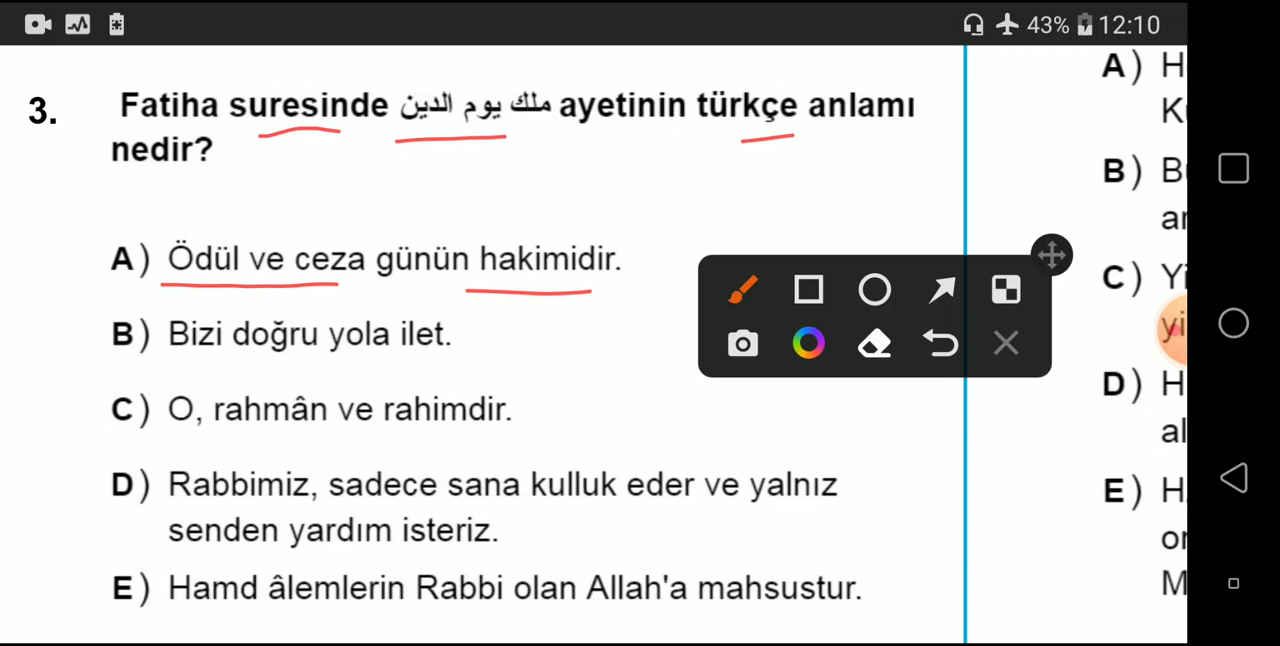 43% 12:10
3. Fatiha suresinde ملك يوم الدين ayetinin türkçe anlamı
nedir?
A) Ödül ve ceza günün hakimidir.
B) Bizi doğru yola ilet.
C) O, rahmân ve rahimdir.
D) Rabbimiz, sadece sana kulluk eder ve yalnız
senden yardım isteriz.
E) Hamd âlemlerin Rabbi olan Allah'a mahsustur.
A) H
K
B) B
ar
C) Yi
yi
D) H
al
E) H
or
M